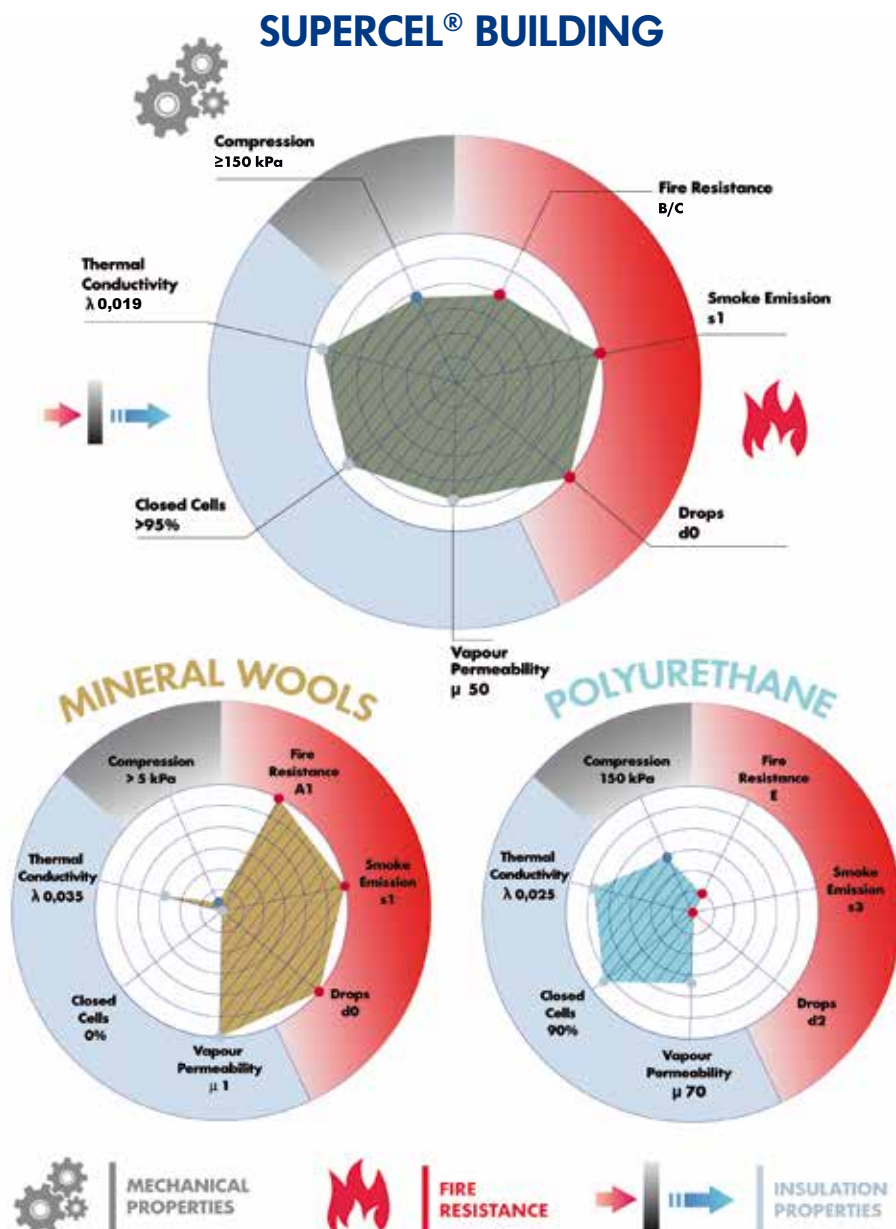 SUPERCEL® BUILDING
Compression
≥150 kPa
Fire Resistance
B/C
Thermal
Conductivity
λ 0,019
Smoke Emission
s1
Closed Cells
>95%
Drops
d0
Vapour
Permeability
µ 50
MINERAL WOOLS
Compression
> 5 kPa
Fire
Resistance
A1
Thermal
Conductivity
λ 0,035
Smoke
Emission
s1
Closed
Cells
0%
Drops
d0
Vapour
Permeability
µ 1
POLYURETHANE
Compression
150 kPa
Fire
Resistance
E
Thermal
Conductivity
λ 0,025
Smoke
Emission
s3
Closed
Cells
90%
Drops
d2
Vapour
Permeability
µ 70
MECHANICAL
PROPERTIES
FIRE
RESISTANCE
INSULATION
PROPERTIES